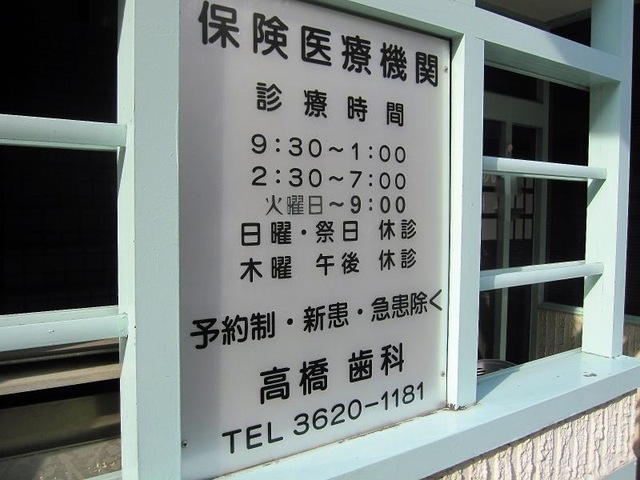 保険医療機関
診療時間
9:30～1:00
2:30～7:00
火曜日～9:00
日曜・祭日 休診
木曜 午後 休診
予約制・新患・急患除く
高橋 歯科
TEL 3620-1181